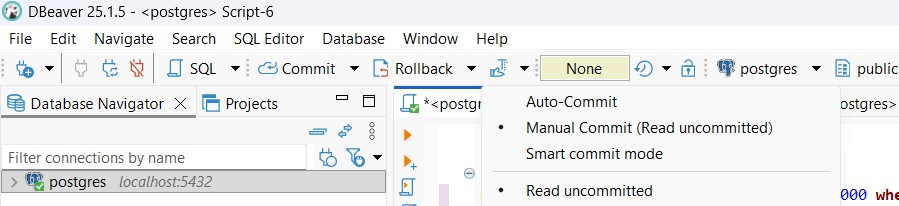 DBeaver 25.1.5 - <postgres> Script-6
File Edit Navigate Search SQL Editor Database Window Help
SQL Commit Rollback None postgres public
Database Navigator Projects *<postgr ostgres>
Auto-Commit
Manual Commit (Read uncommitted)
Filter connections by name Smart commit mode
postgres localhost:5432
Read uncommitted 000 whe